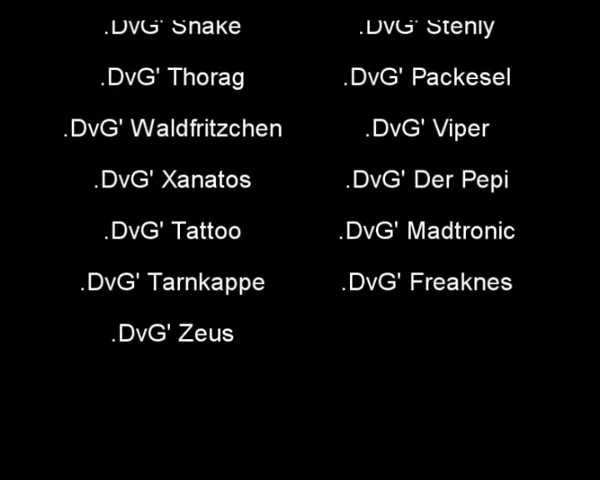 .DvG' Snake .DvG' Stenly
.DvG' Thorag .DvG' Packesel
.DvG' Waldfritzchen .DvG' Viper
.DvG' Xanatos .DvG' Der Pepi
.DvG' Tattoo .DvG' Madtronic
.DvG' Tarnkappe .DvG' Freaknes
.DvG' Zeus